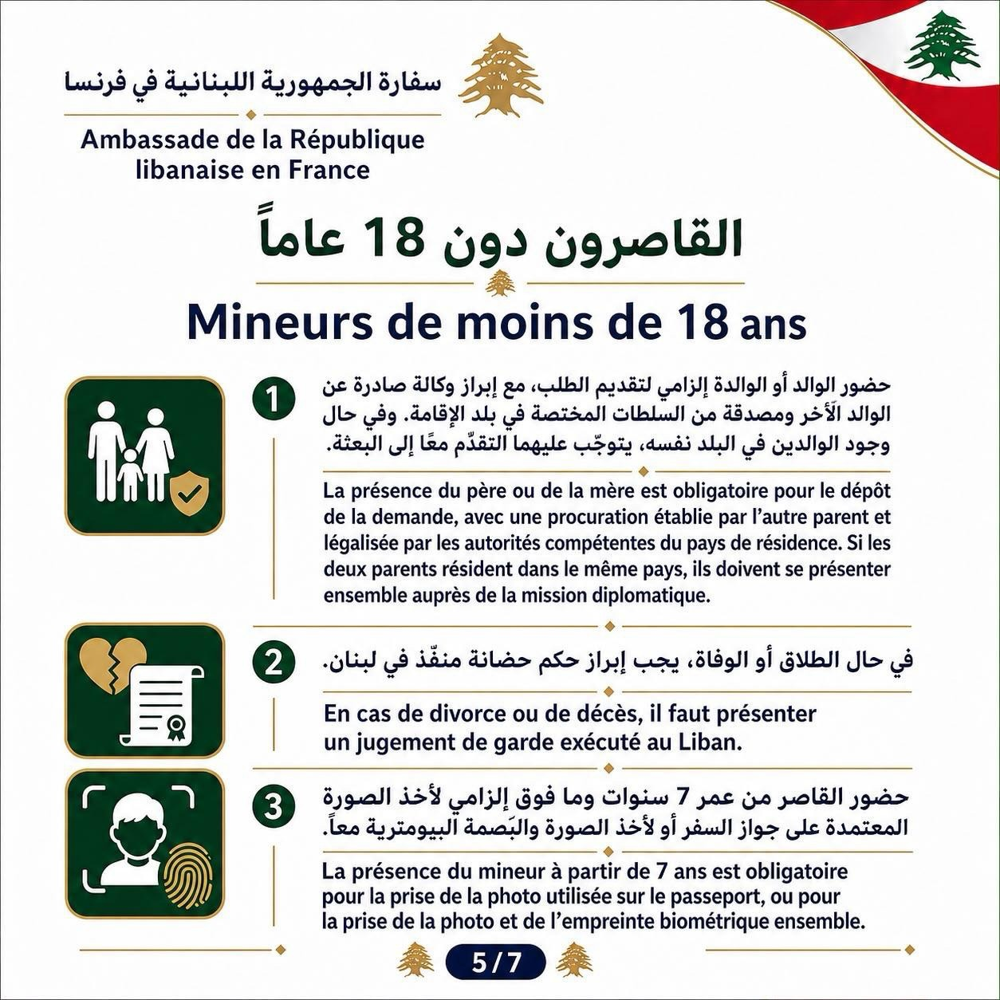 سفارة الجمهورية اللبنانية في فرنسا
Ambassade de la République
libanaise en France
القاصرون دون 18 عاماً
Mineurs de moins de 18 ans
1
حضور الوالد أو الوالدة إلزامي لتقديم الطلب، مع إبراز وكالة صادرة عن
الوالد الآخر ومصدقة من السلطات المختصة في بلد الإقامة. وفي حال
وجود الوالدين في البلد نفسه، يتوجّب عليهما التقدّم معًا إلى البعثة.
La présence du père ou de la mère est obligatoire pour le dépôt
de la demande, avec une procuration établie par l’autre parent et
légalisée par les autorités compétentes du pays de résidence. Si les
deux parents résident dans le même pays, ils doivent se présenter
ensemble auprès de la mission diplomatique.
2
في حال الطلاق أو الوفاة، يجب إبراز حكم حضانة منفّذ في لبنان.
En cas de divorce ou de décès, il faut présenter
un jugement de garde exécuté au Liban.
3
حضور القاصر من عمر 7 سنوات وما فوق إلزامي لأخذ الصورة
المعتمدة على جواز السفر أو لأخذ الصورة والبَصمة البيومترية معاً.
La présence du mineur à partir de 7 ans est obligatoire
pour la prise de la photo utilisée sur le passeport, ou pour
la prise de la photo et de l’empreinte biométrique ensemble.
5/7